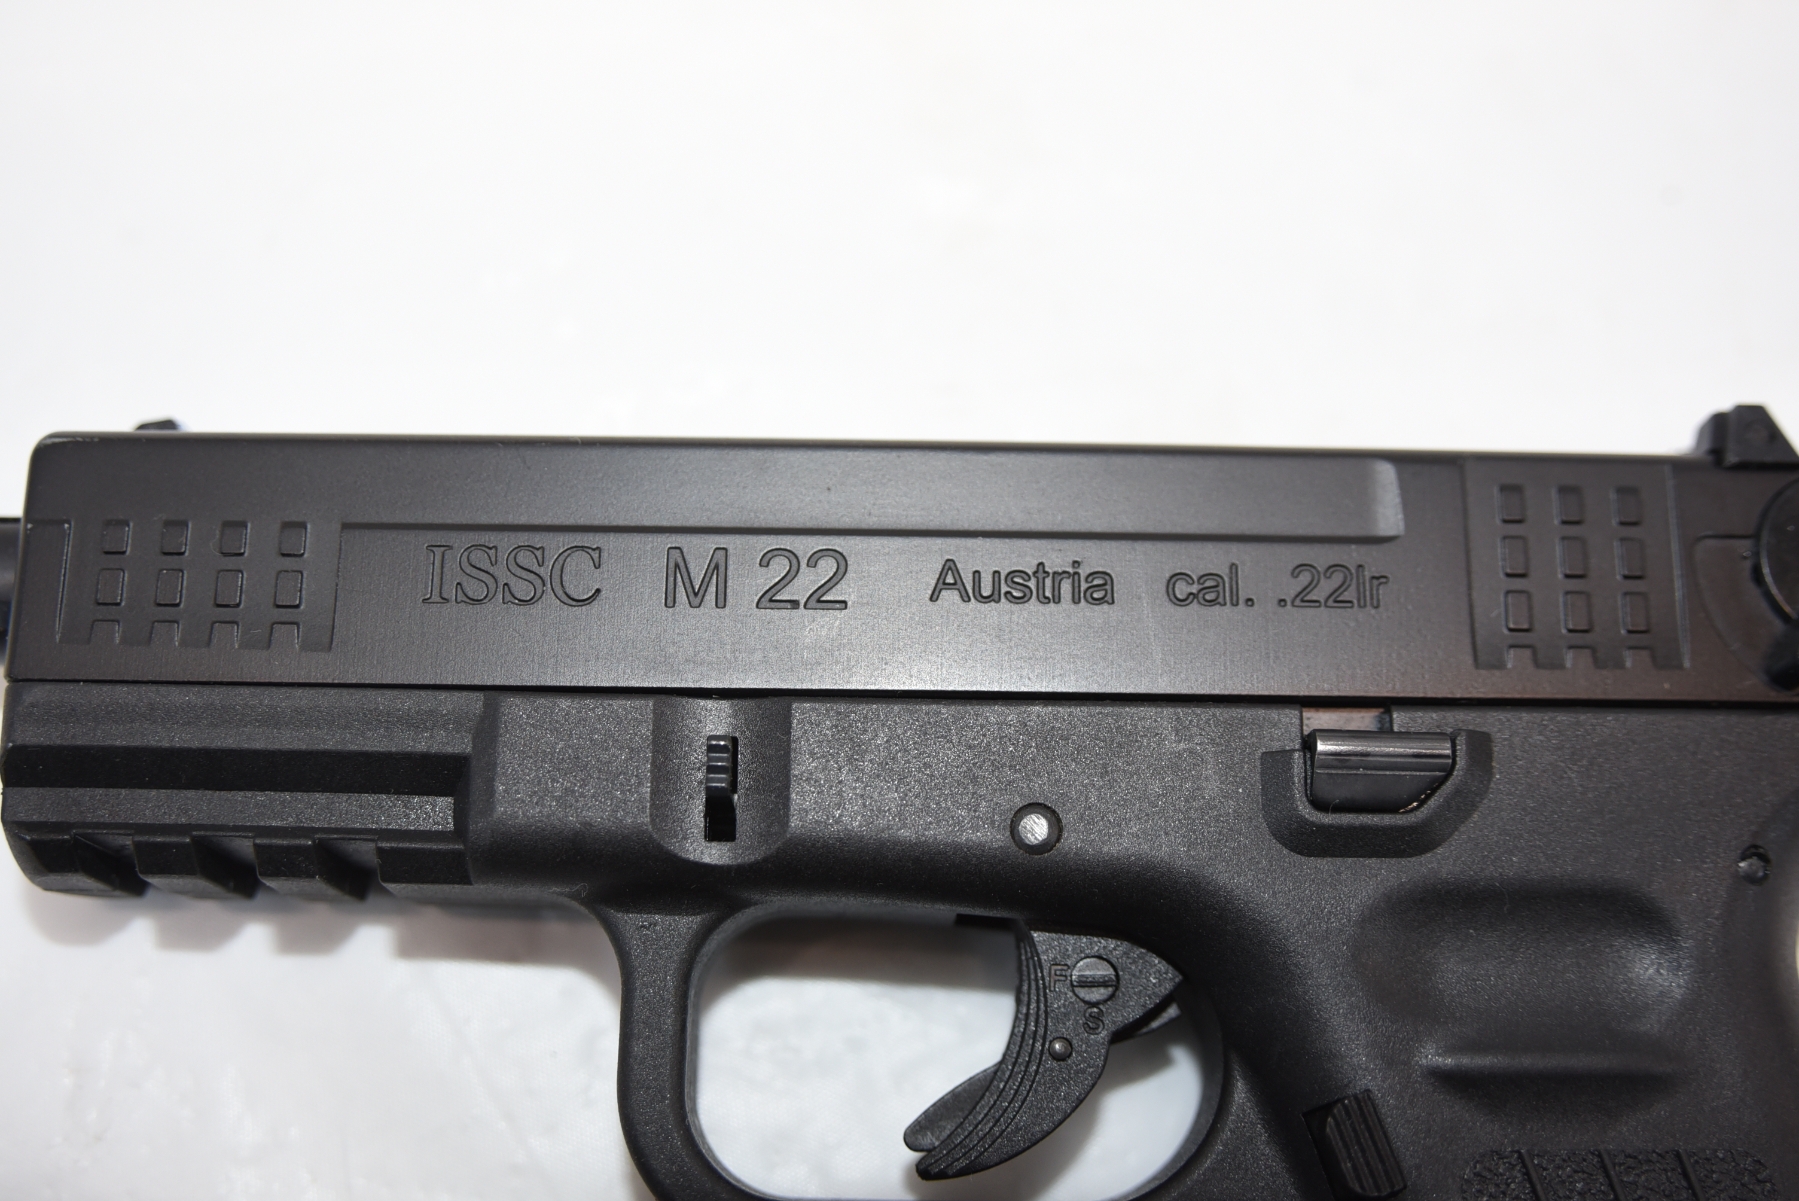 ISSC M 22 Austria cal. .22lr
F
S